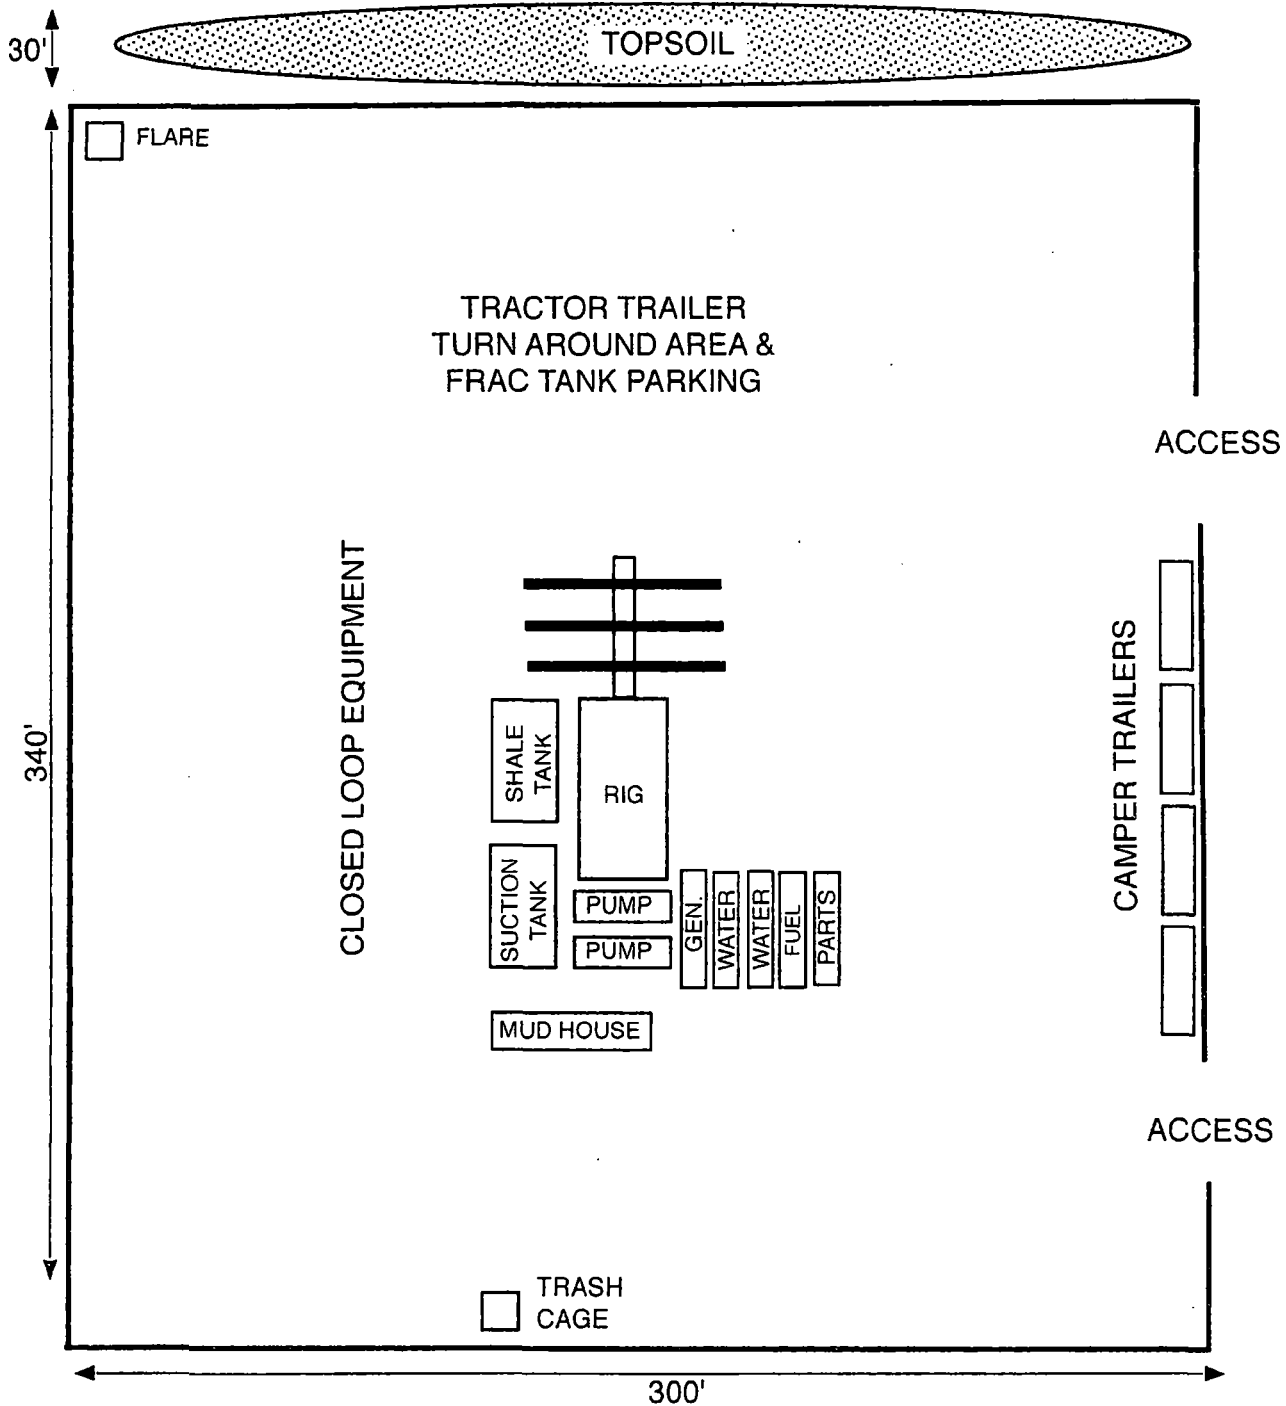 30'
TOPSOIL
FLARE
TRACTOR TRAILER
TURN AROUND AREA &
FRAC TANK PARKING
ACCESS
CLOSED LOOP EQUIPMENT
340'
SHALE
TANK
RIG
CAMPER TRAILERS
SUCTION
TANK
PUMP
PUMP
GEN.
WATER
WATER
FUEL
PARTS
MUD HOUSE
ACCESS
TRASH
CAGE
300'